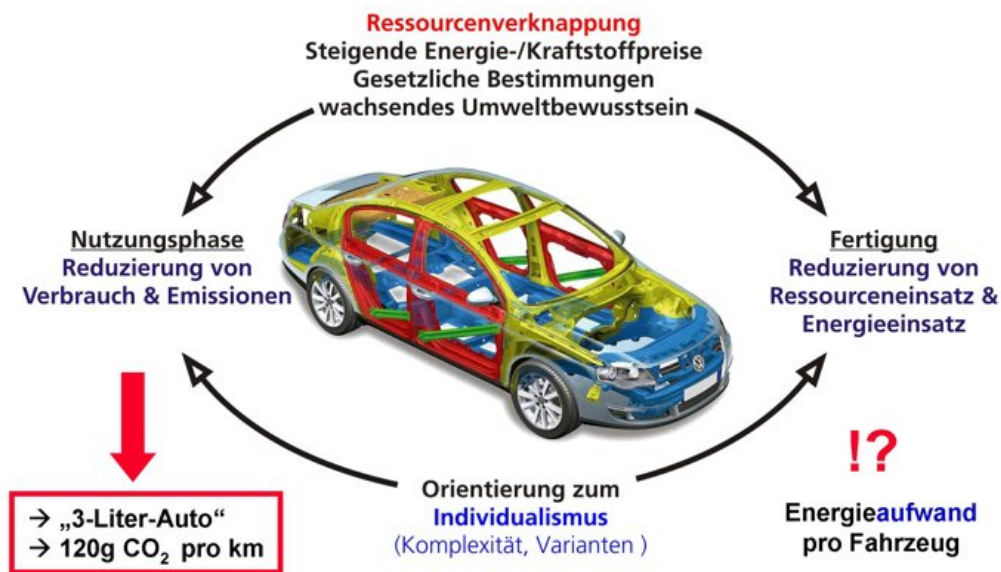 Ressourcenverknappung
Steigende Energie-/Kraftstoffpreise
Gesetzliche Bestimmungen
wachsendes Umweltbewusstsein
Nutzungsphase
Reduzierung von
Verbrauch & Emissionen
Fertigung
Reduzierung von
Ressourceneinsatz &
Energieeinsatz
→ „3-Liter-Auto“
→ 120g CO₂ pro km
Orientierung zum
Individualismus
(Komplexität, Varianten )
!?
Energieaufwand
pro Fahrzeug